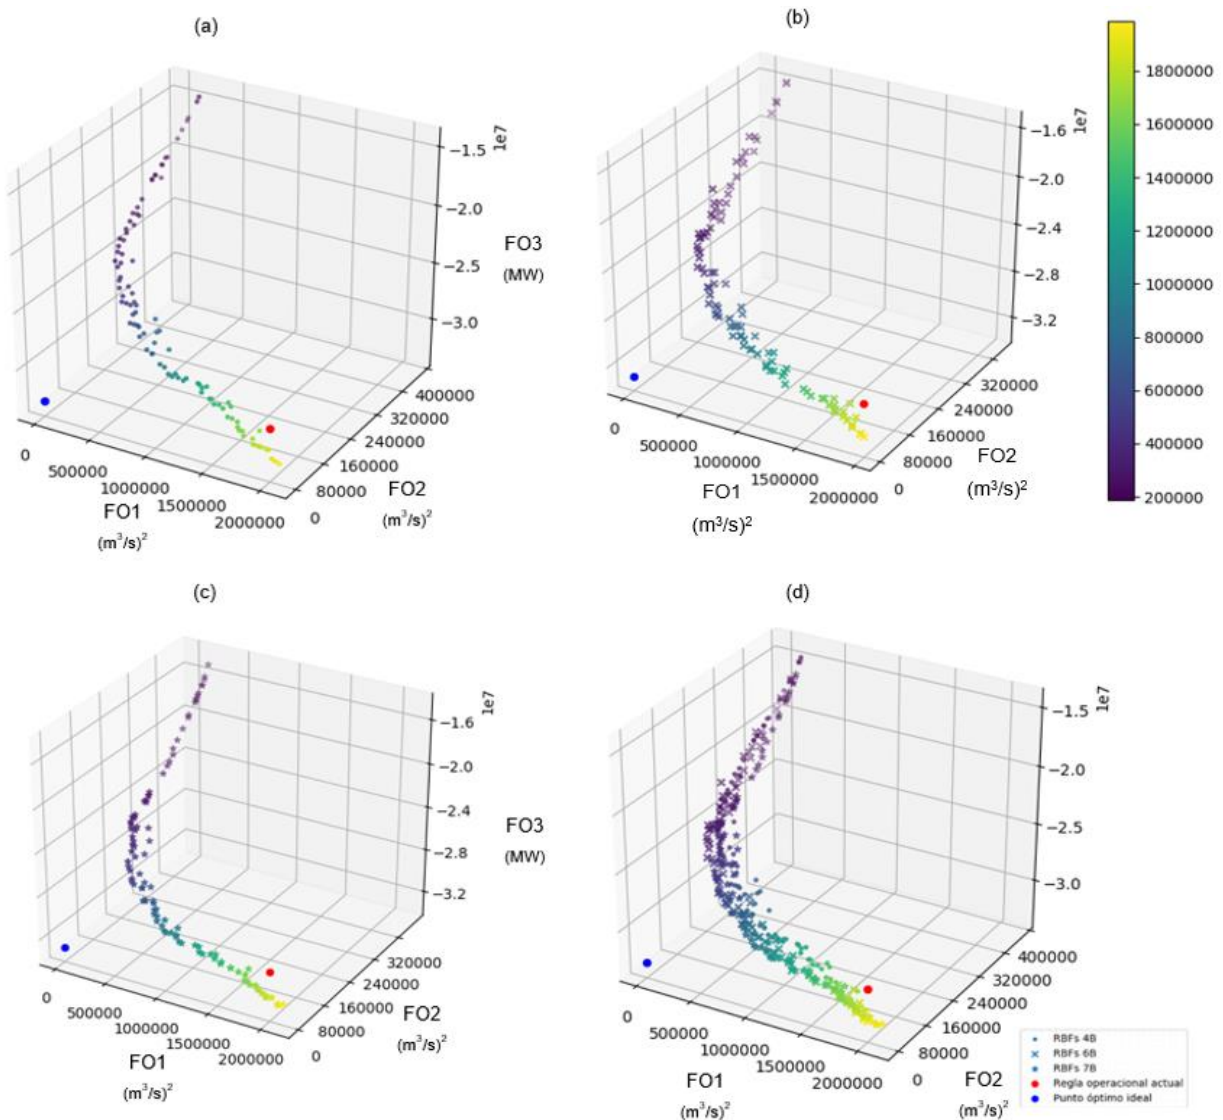 (a)
1e7
−1.5
−2.0
−2.5
−3.0
FO3
(MW)
400000
320000
240000
160000
80000
0
FO2
(m³/s)²
0
500000
1000000
1500000
2000000
FO1
(m³/s)²
(b)
1e7
−1.6
−2.0
−2.4
−2.8
−3.2
320000
240000
160000
80000
0
FO2
(m³/s)²
0
500000
1000000
1500000
2000000
FO1
(m³/s)²
1800000
1600000
1400000
1200000
1000000
800000
600000
400000
200000
(c)
1e7
−1.6
−2.0
−2.4
−2.8
−3.2
FO3
(MW)
320000
240000
160000
80000
0
FO2
(m³/s)²
0
500000
1000000
1500000
2000000
FO1
(m³/s)²
(d)
1e7
−1.5
−2.0
−2.5
−3.0
400000
320000
240000
160000
80000
0
FO2
(m³/s)²
0
500000
1000000
1500000
2000000
FO1
(m³/s)²
RBFs 4B
RBFs 6B
RBFs 7B
Regla operacional actual
Punto óptimo ideal